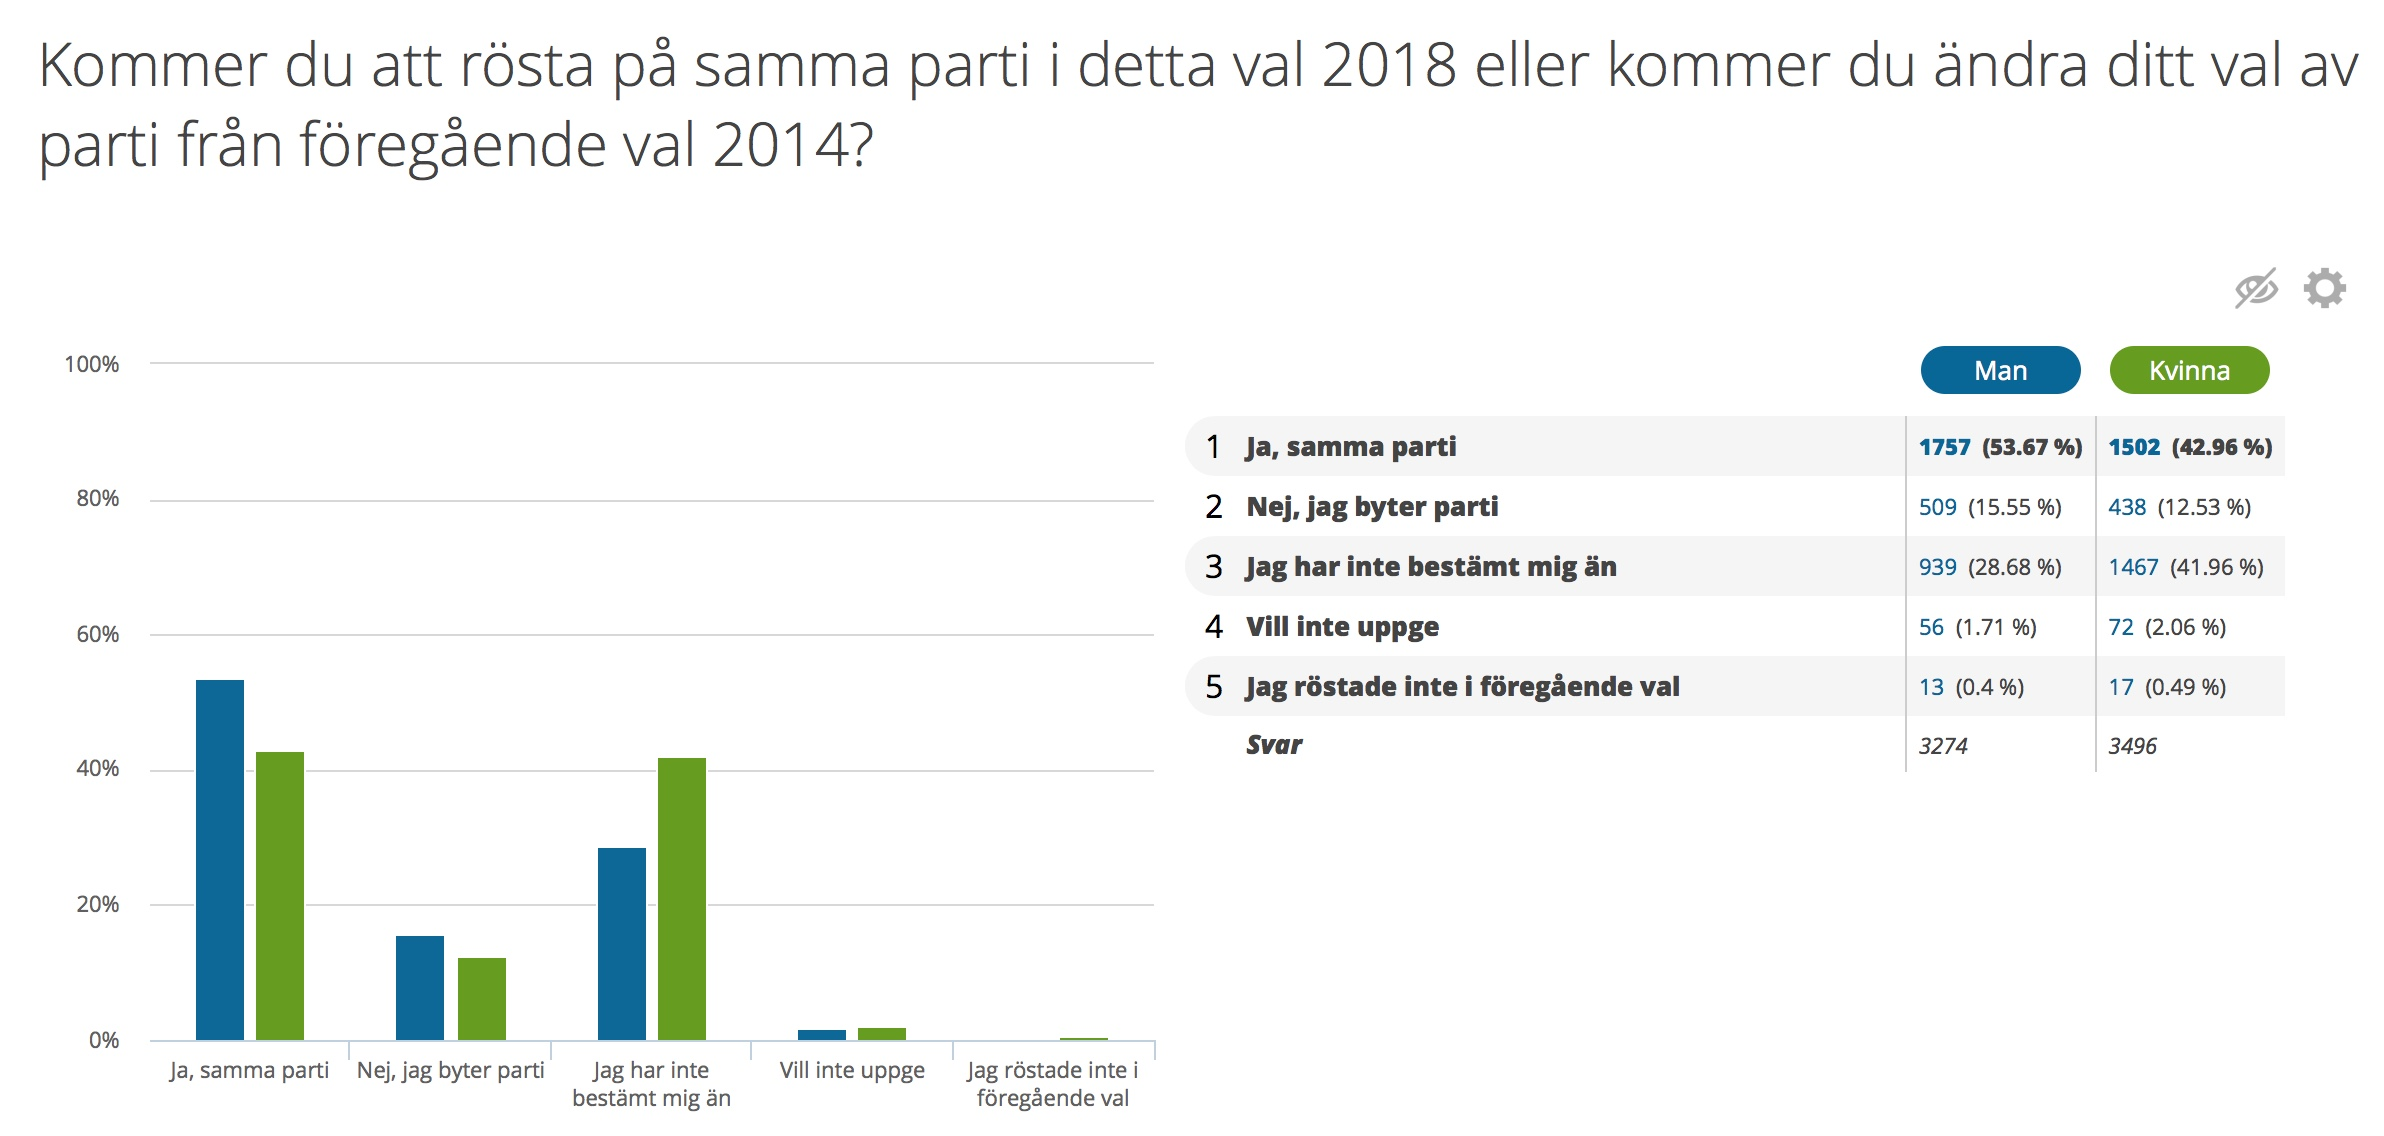 Kommer du att rösta på samma parti i detta val 2018 eller kommer du ändra ditt val av
parti från föregående val 2014?
100%
80%
60%
40%
20%
0%
Ja, samma parti
Nej, jag byter parti
Jag har inte
bestämt mig än
Vill inte uppge
Jag röstade inte i
föregående val
Man Kvinna
1 Ja, samma parti 1757 (53.67 %) 1502 (42.96 %)
2 Nej, jag byter parti 509 (15.55 %) 438 (12.53 %)
3 Jag har inte bestämt mig än 939 (28.68 %) 1467 (41.96 %)
4 Vill inte uppge 56 (1.71 %) 72 (2.06 %)
5 Jag röstade inte i föregående val 13 (0.4 %) 17 (0.49 %)
Svar 3274 3496